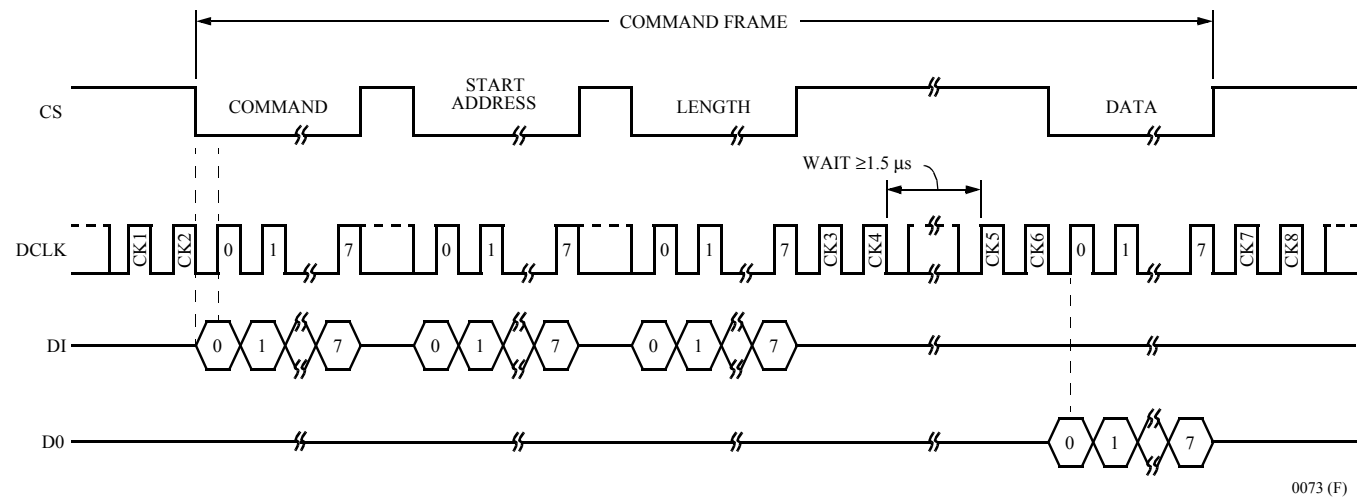 COMMAND FRAME
CS
COMMAND
START
ADDRESS
LENGTH
DATA
WAIT ≥1.5 µs
DCLK
CK1 CK2 0 1 7 0 1 7 0 1 7 CK3 CK4 CK5 CK6 0 1 7 CK7 CK8
DI
0 1 7 0 1 7 0 1 7
D0
0 1 7
0073 (F)